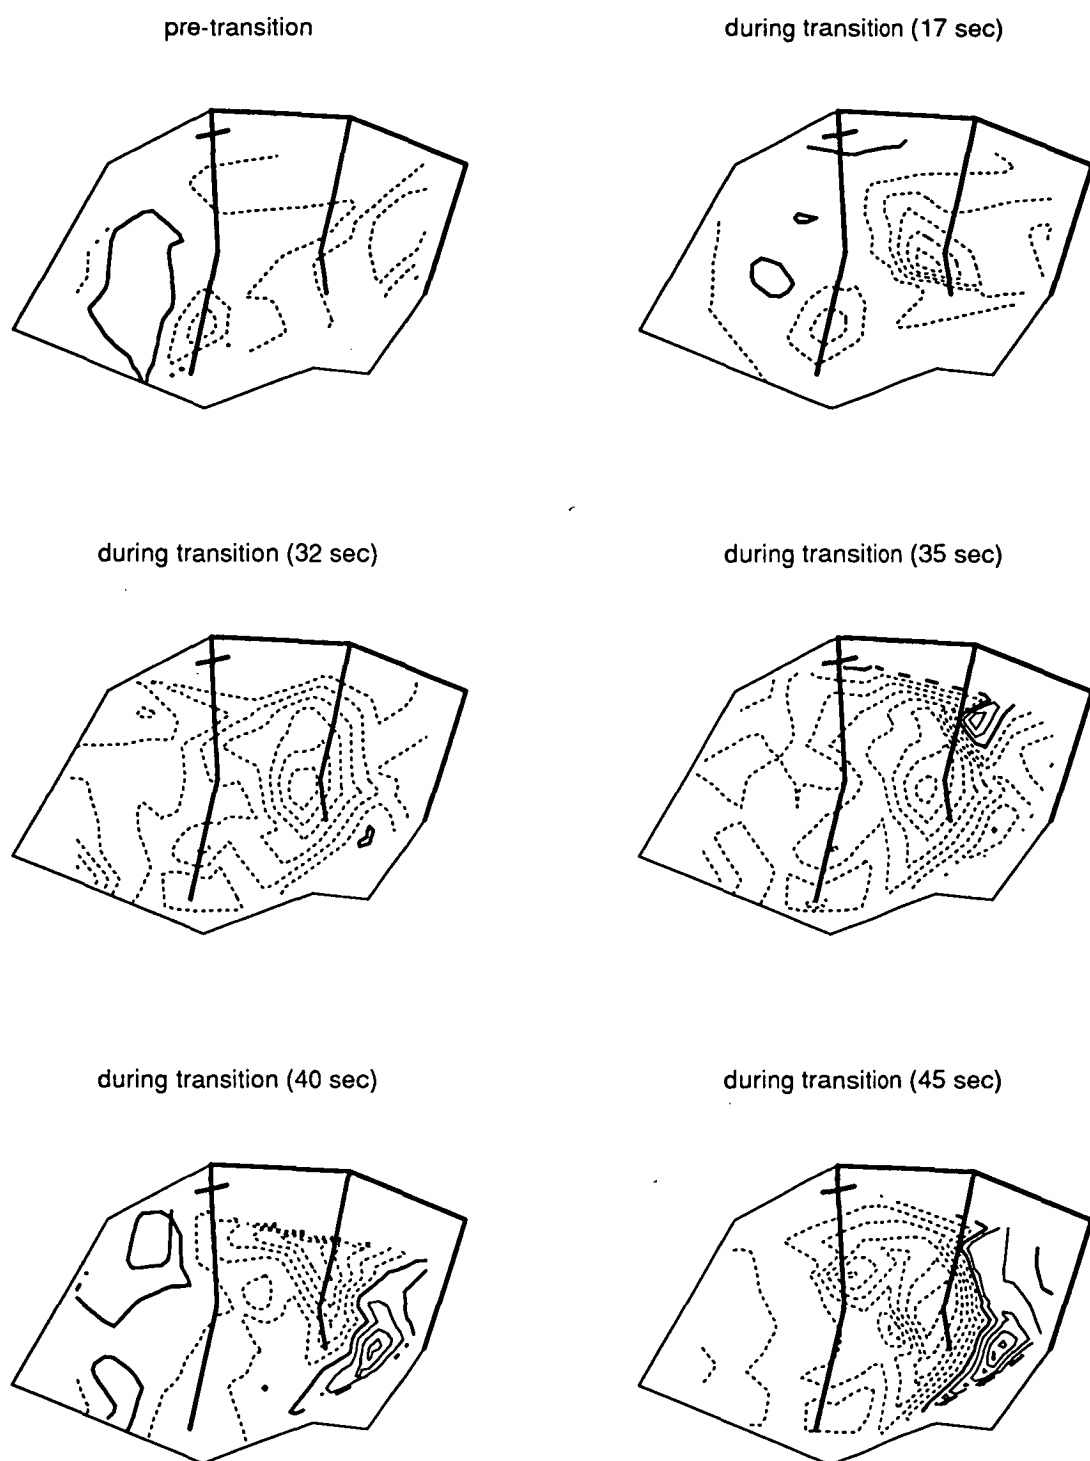 pre-transition
during transition (17 sec)
during transition (32 sec)
during transition (35 sec)
during transition (40 sec)
during transition (45 sec)